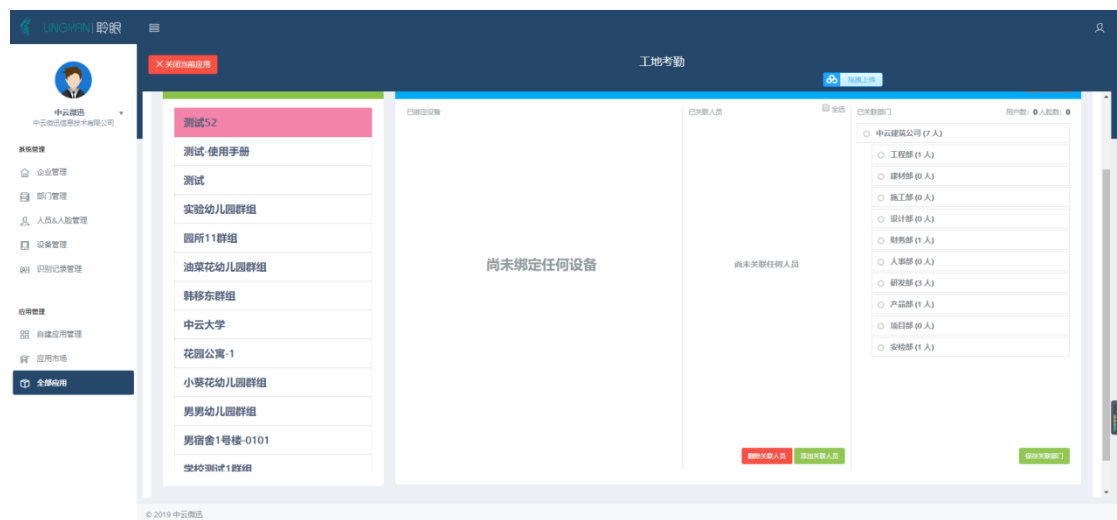 LINGYAN|聆眼
×关闭当前应用
工地考勤
拖拽上传
中云微迅
中云微迅信息技术有限公司
系统管理
企业管理
部门管理
人员&人脸管理
设备管理
识别记录管理
应用管理
自建应用管理
应用市场
全部应用
测试52
测试-使用手册
测试
实验幼儿园群组
园所11群组
油菜花幼儿园群组
韩移东群组
中云大学
花园公寓-1
小葵花幼儿园群组
男男幼儿园群组
男宿舍1号楼-0101
学校测试1群组
已绑定设备
尚未绑定任何设备
已关联人员
全选
尚未关联任何人员
删除关联人员
添加关联人员
已关联部门
用户数: 0 人脸数: 0
中云建筑公司 (7 人)
工程部 (1 人)
建材部 (0 人)
施工部 (0 人)
设计部 (0 人)
财务部 (1 人)
人事部 (0 人)
研发部 (3 人)
产品部 (1 人)
项目部 (0 人)
安检部 (1 人)
保存关联部门
© 2019 中云微迅